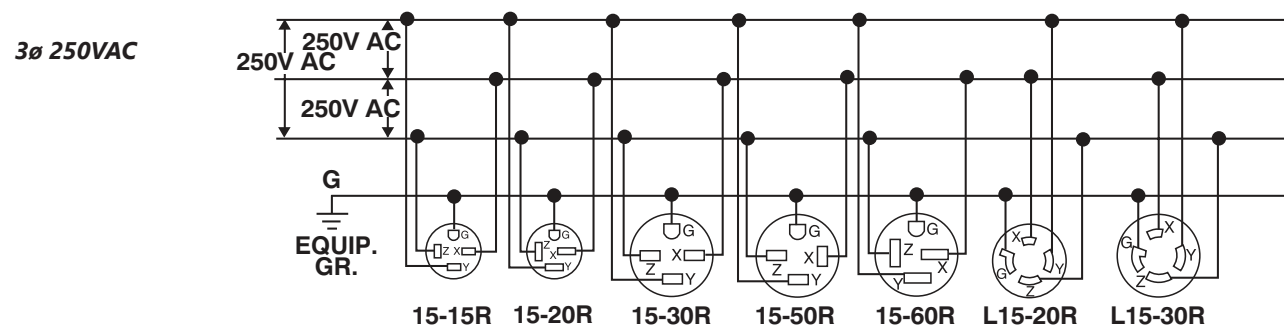 3ø 250VAC
250V AC
250V AC
250V AC
G
EQUIP.
GR.
G Z X Y
G Z X Y
G Z X Y
G Z X Y
G Z X Y
X G Y Z
X G Y Z
15-15R 15-20R 15-30R 15-50R 15-60R L15-20R L15-30R